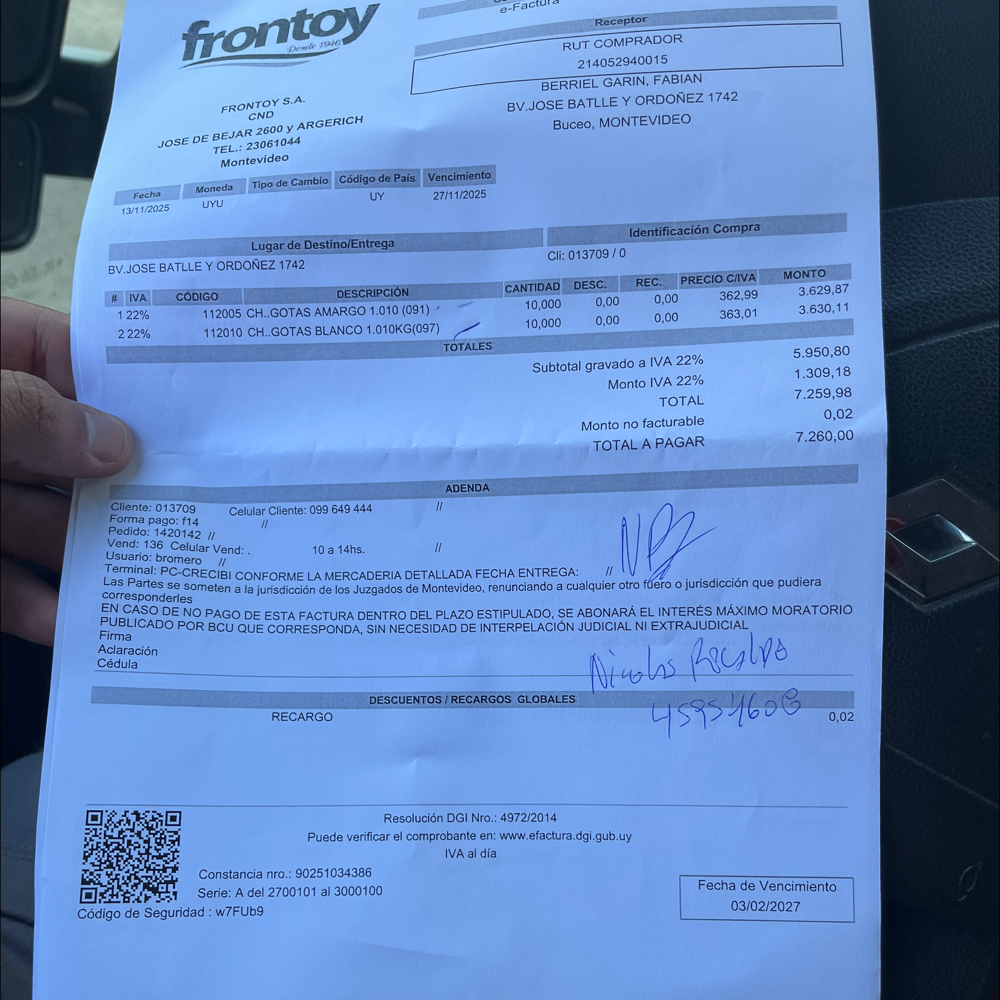 e-Factura
frontoy
Desde 1946
Receptor
RUT COMPRADOR
214052940015
BERRIEL GARIN, FABIAN
BV.JOSE BATLLE Y ORDOÑEZ 1742
Buceo, MONTEVIDEO
FRONTOY S.A.
CND
JOSE DE BEJAR 2600 y ARGERICH
TEL.: 23061044
Montevideo
Fecha Moneda Tipo de Cambio Código de País Vencimiento
13/11/2025 UYU UY 27/11/2025
Lugar de Destino/Entrega Identificación Compra
BV.JOSE BATLLE Y ORDOÑEZ 1742 Cli: 013709 / 0
# IVA CÓDIGO DESCRIPCIÓN CANTIDAD DESC. REC. PRECIO C/IVA MONTO
1 22% 112005 CH..GOTAS AMARGO 1.010 (091) 10,000 0,00 0,00 362,99 3.629,87
2 22% 112010 CH..GOTAS BLANCO 1.010KG(097) 10,000 0,00 0,00 363,01 3.630,11
TOTALES
Subtotal gravado a IVA 22% 5.950,80
Monto IVA 22% 1.309,18
TOTAL 7.259,98
Monto no facturable 0,02
TOTAL A PAGAR 7.260,00
ADENDA
Cliente: 013709 Celular Cliente: 099 649 444 //
Forma pago: f14 //
Pedido: 1420142 //
Vend: 136 Celular Vend: . 10 a 14hs. //
Usuario: bromero //
Terminal: PC-CRECIBI CONFORME LA MERCADERIA DETALLADA FECHA ENTREGA: //
Las Partes se someten a la jurisdicción de los Juzgados de Montevideo, renunciando a cualquier otro fuero o jurisdicción que pudiera
corresponderles
EN CASO DE NO PAGO DE ESTA FACTURA DENTRO DEL PLAZO ESTIPULADO, SE ABONARÁ EL INTERÉS MÁXIMO MORATORIO
PUBLICADO POR BCU QUE CORRESPONDA, SIN NECESIDAD DE INTERPELACIÓN JUDICIAL NI EXTRAJUDICIAL
Firma
Aclaración
Cédula
Nicolas
DESCUENTOS / RECARGOS GLOBALES
RECARGO 0,02
Resolución DGI Nro.: 4972/2014
Puede verificar el comprobante en: www.efactura.dgi.gub.uy
IVA al día
Constancia nro.: 90251034386
Serie: A del 2700101 al 3000100
Código de Seguridad : w7FUb9
Fecha de Vencimiento
03/02/2027